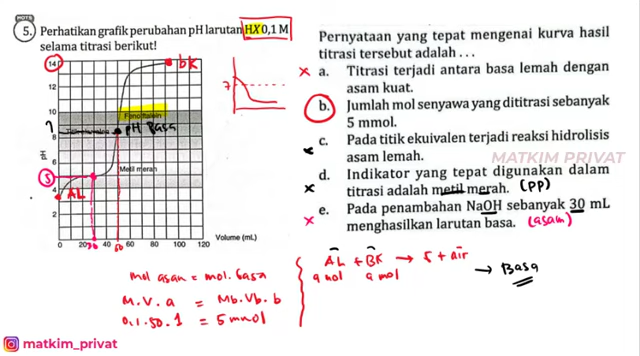 HOTS
5. Perhatikan grafik perubahan pH larutan HX 0,1 M
selama titrasi berikut!
14
12
10
8
6
4
2
pH
Fenolftalein
Metil merah
0 20 40 60 80 100 120
Volume (mL)
BK
pH Basa
7
5
AL
30
50
7
Pernyataan yang tepat mengenai kurva hasil
titrasi tersebut adalah . . .
x a. Titrasi terjadi antara basa lemah dengan
asam kuat.
b. Jumlah mol senyawa yang dititrasi sebanyak
5 mmol.
x c. Pada titik ekuivalen terjadi reaksi hidrolisis
asam lemah.
x d. Indikator yang tepat digunakan dalam
titrasi adalah metil merah. (PP)
x e. Pada penambahan NaOH sebanyak 30 mL
menghasilkan larutan basa. (asam)
MATKIM PRIVAT
mol asam = mol basa
M.V.a = Mb.Vb.b
0,1.50.1 = 5 mmol
AL + BK → S + air
a mol a mol
→ Basa
matkim_privat